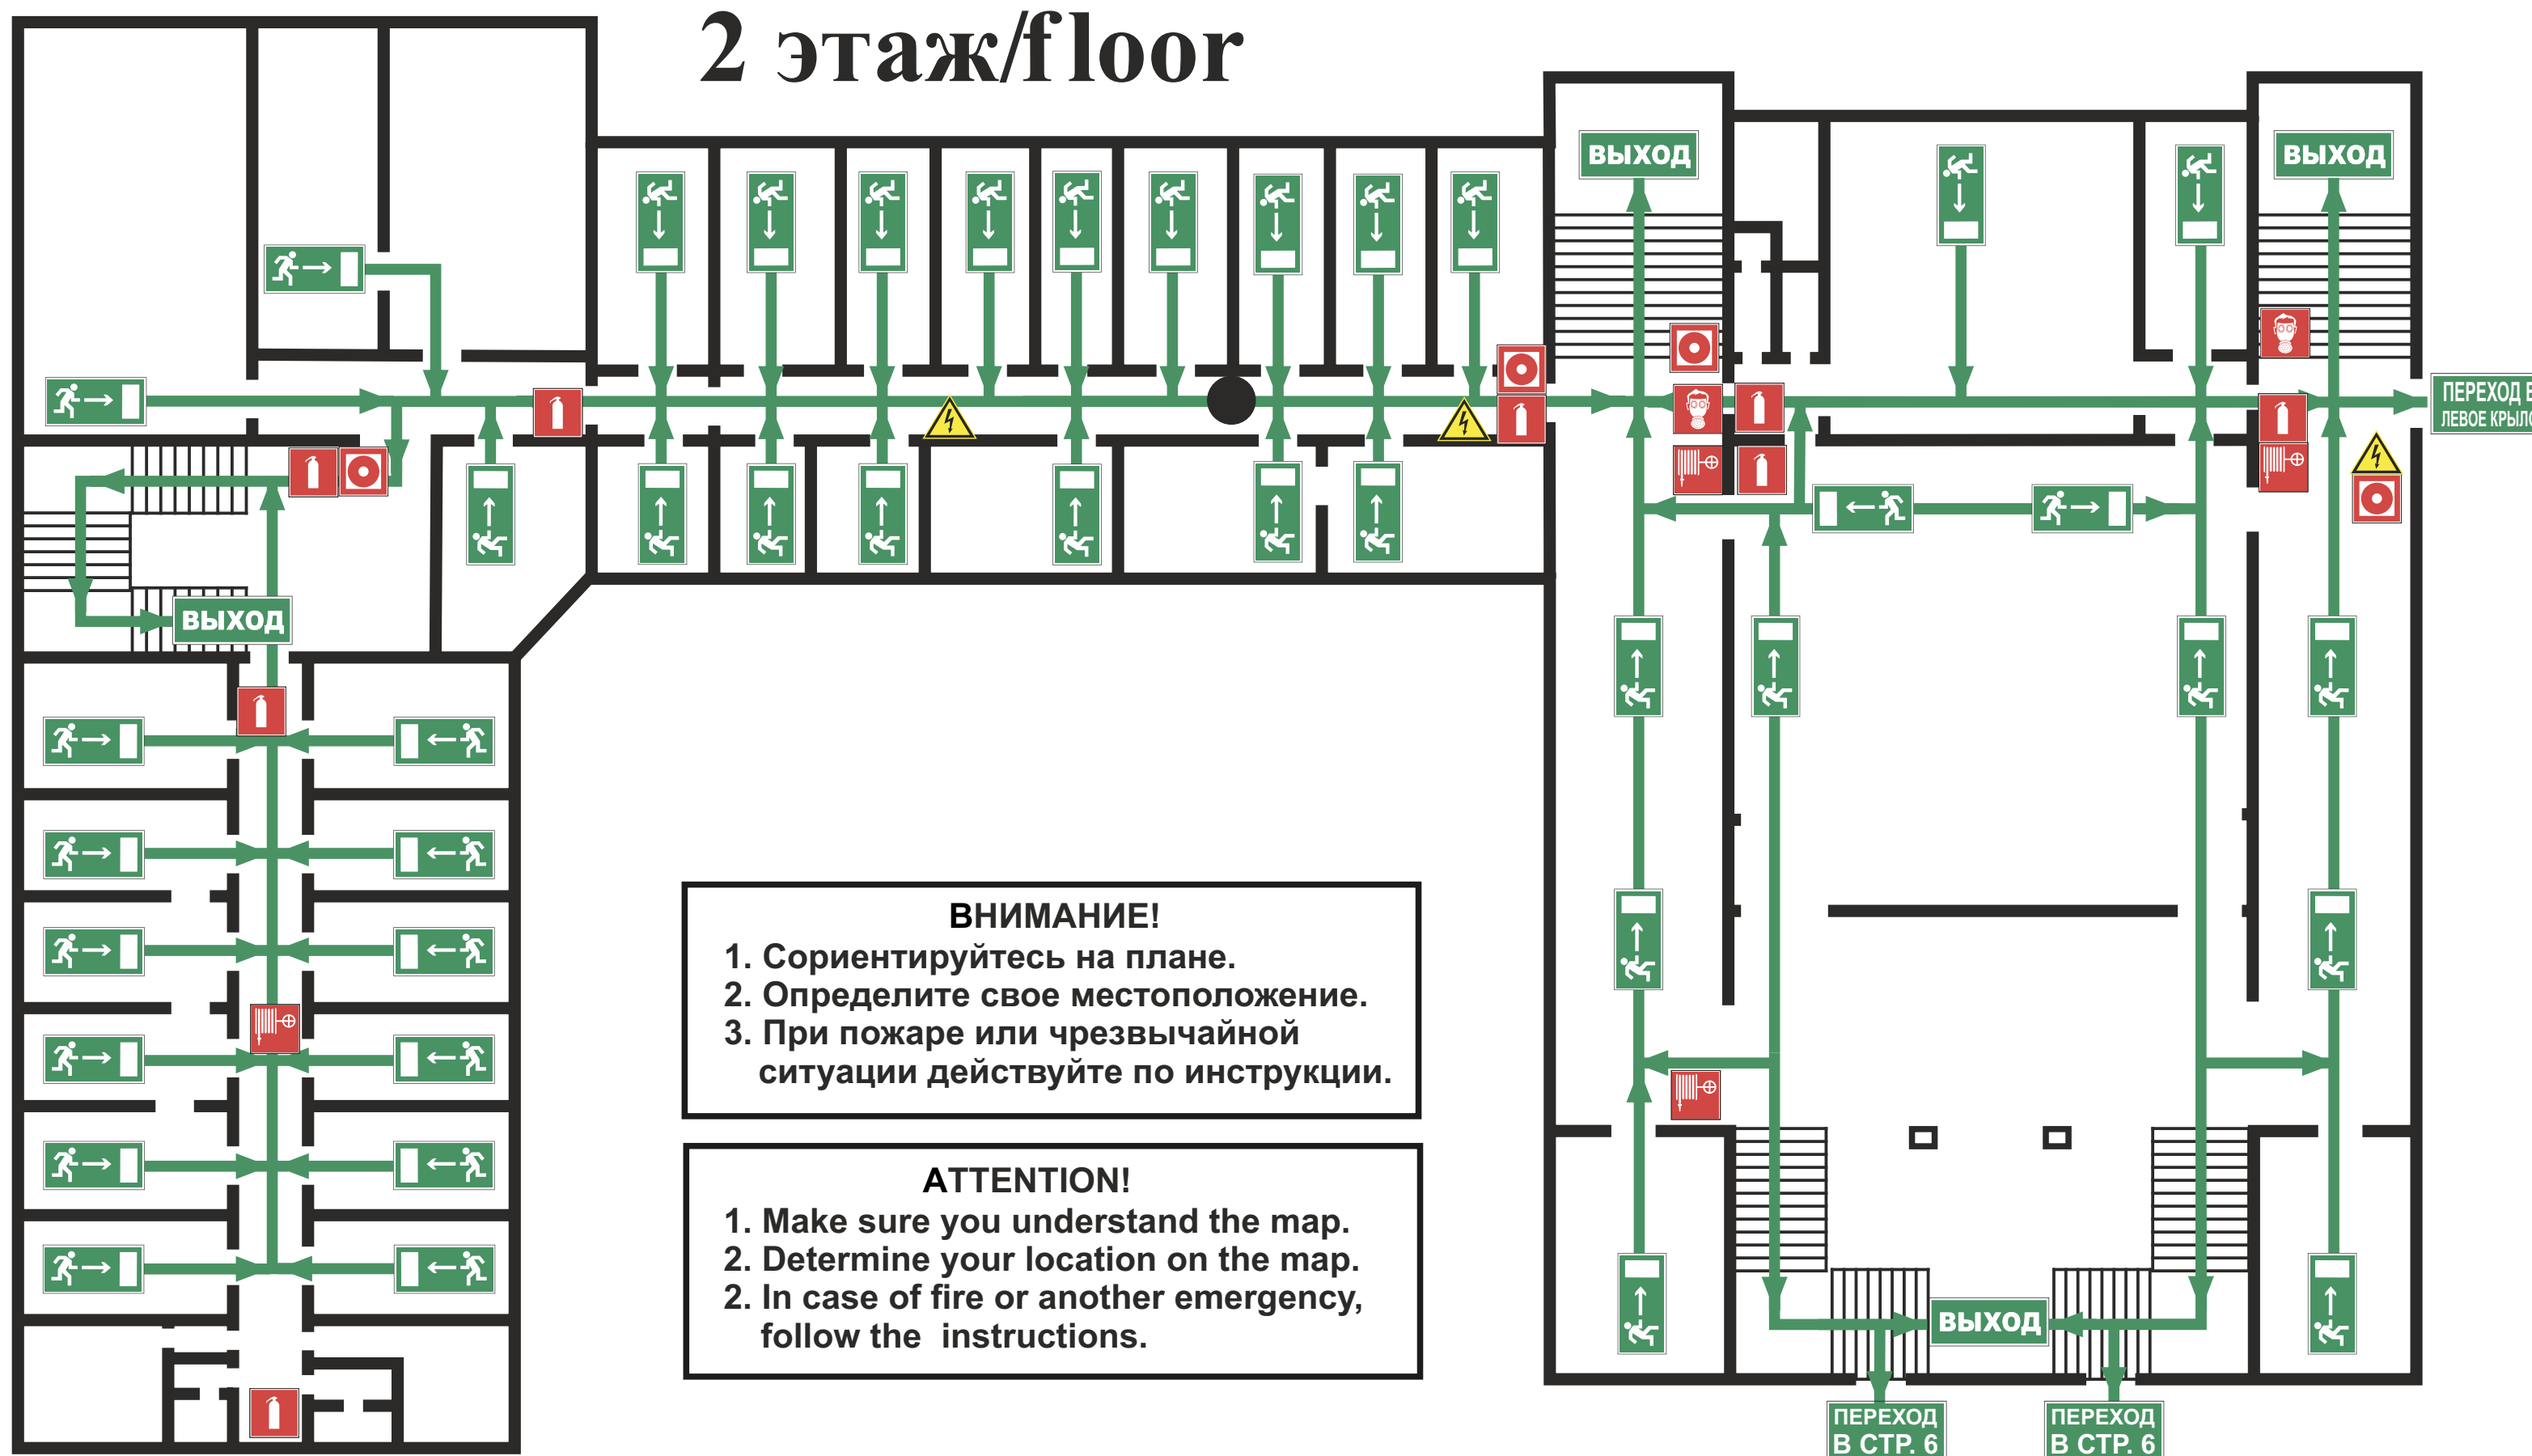 2 этаж/floor
ВЫХОД
ВЫХОД
ПЕРЕХОД В
ЛЕВОЕ КРЫЛО
ВЫХОД
ВНИМАНИЕ!
1. Сориентируйтесь на плане.
2. Определите свое местоположение.
3. При пожаре или чрезвычайной
ситуации действуйте по инструкции.
ATTENTION!
1. Make sure you understand the map.
2. Determine your location on the map.
2. In case of fire or another emergency,
follow the instructions.
ВЫХОД
ПЕРЕХОД
В СТР. 6
ПЕРЕХОД
В СТР. 6